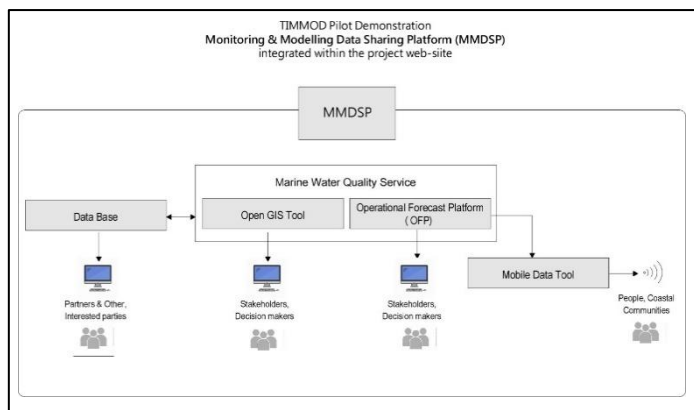 TIMMOD Pilot Demonstration
Monitoring & Modelling Data Sharing Platform (MMDSP)
integrated within the project web-siite
MMDSP
Marine Water Quality Service
Data Base
Open GIS Tool
Operational Forecast Platform
( OFP)
Mobile Data Tool
Partners & Other,
Interested parties
Stakeholders,
Decision makers
Stakeholders,
Decision makers
People, Coastal
Communities